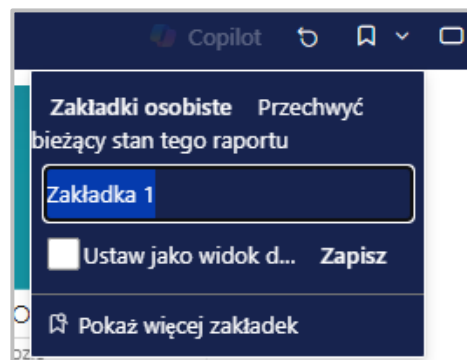 Copilot
Zakładki osobiste Przechwyć
bieżący stan tego raportu
Zakładka 1
Ustaw jako widok d... Zapisz
Pokaż więcej zakładek